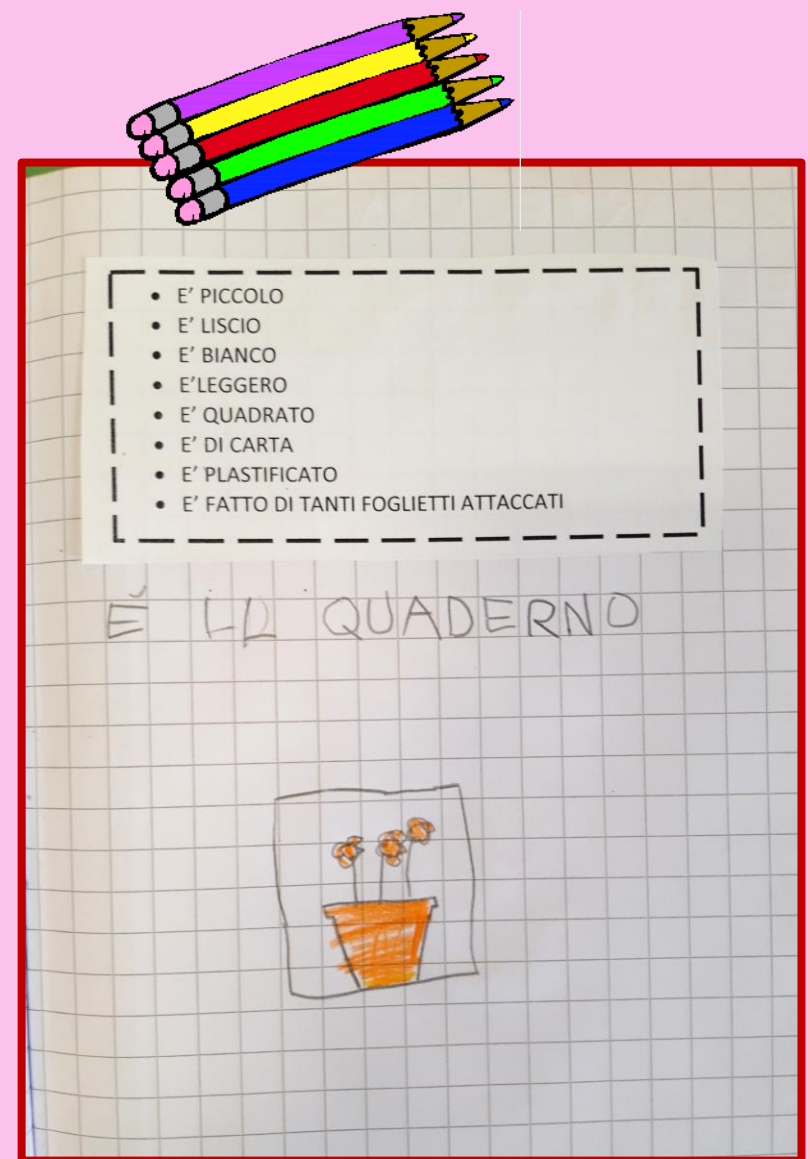 • E' PICCOLO
• E' LISCIO
• E' BIANCO
• E'LEGGERO
• E' QUADRATO
• E' DI CARTA
• E' PLASTIFICATO
• E' FATTO DI TANTI FOGLIETTI ATTACCATI
È IL QUADERNO